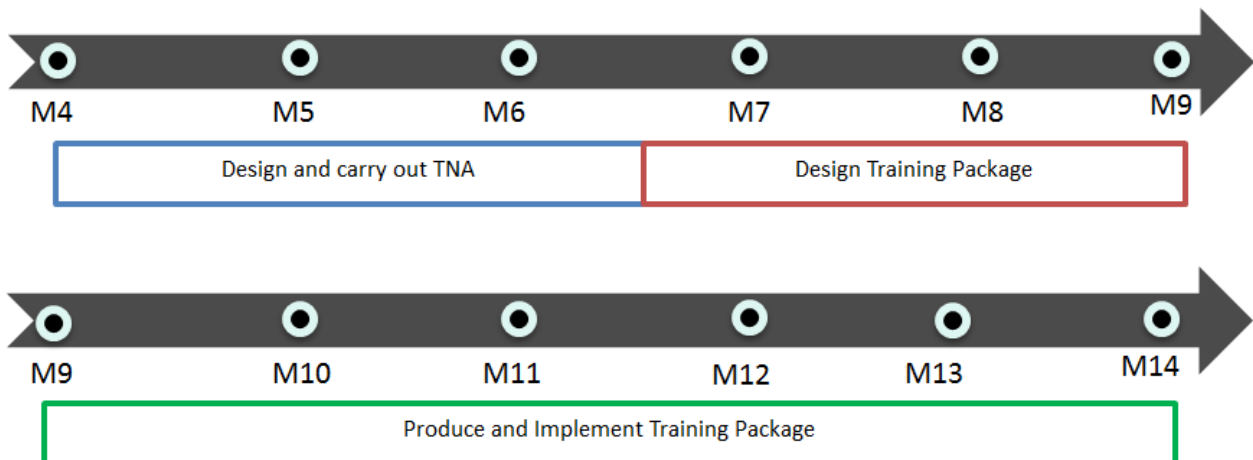 M4 M5 M6 M7 M8 M9
Design and carry out TNA Design Training Package
M9 M10 M11 M12 M13 M14
Produce and Implement Training Package